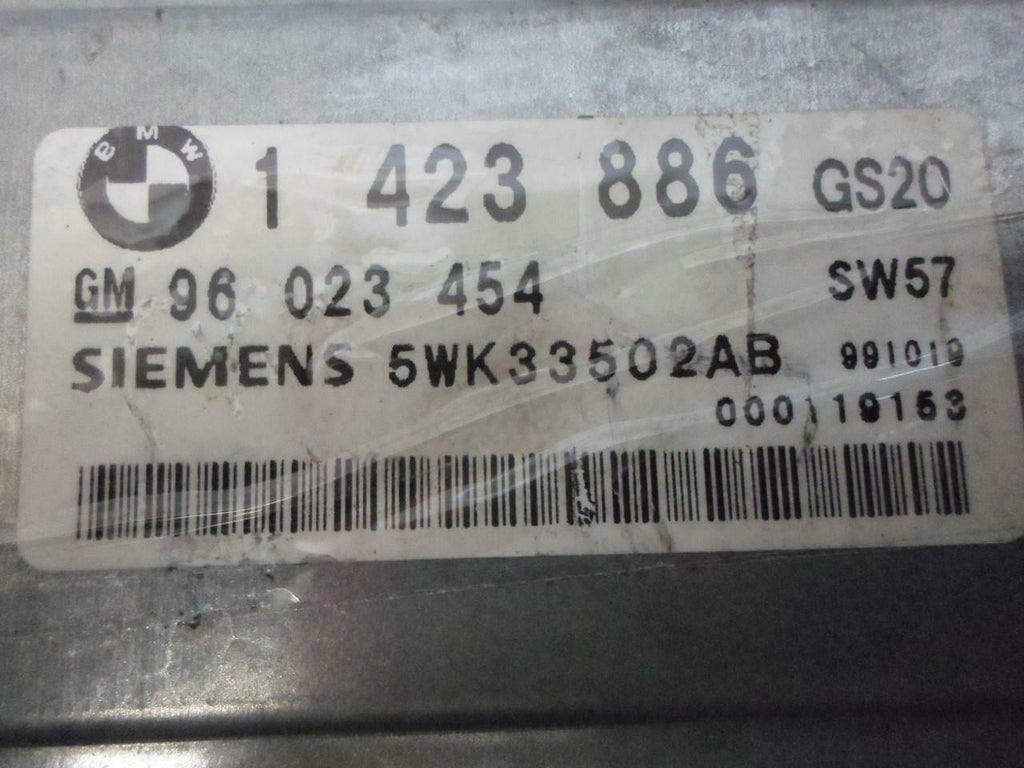 BMW 1 423 886 GS20
GM 96 023 454 SW57
SIEMENS 5WK33502AB 991019
000119153